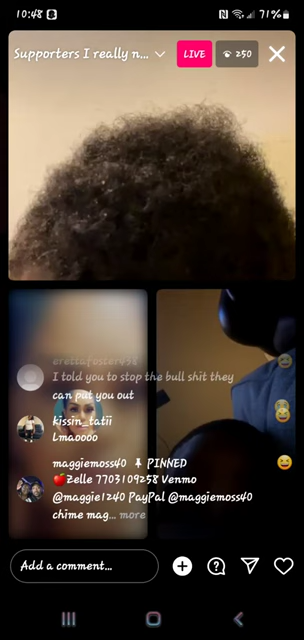 10:48
71%
Supporters I really n...
LIVE
250
erettafoster938
I told you to stop the bull shit they
can put you out
kissin_tatii
Lmaoooo
maggiemoss40 📌 PINNED
🍎Zelle 7703109258 Venmo
@maggie1240 PayPal @maggiemoss40
chime mag... more
Add a comment...